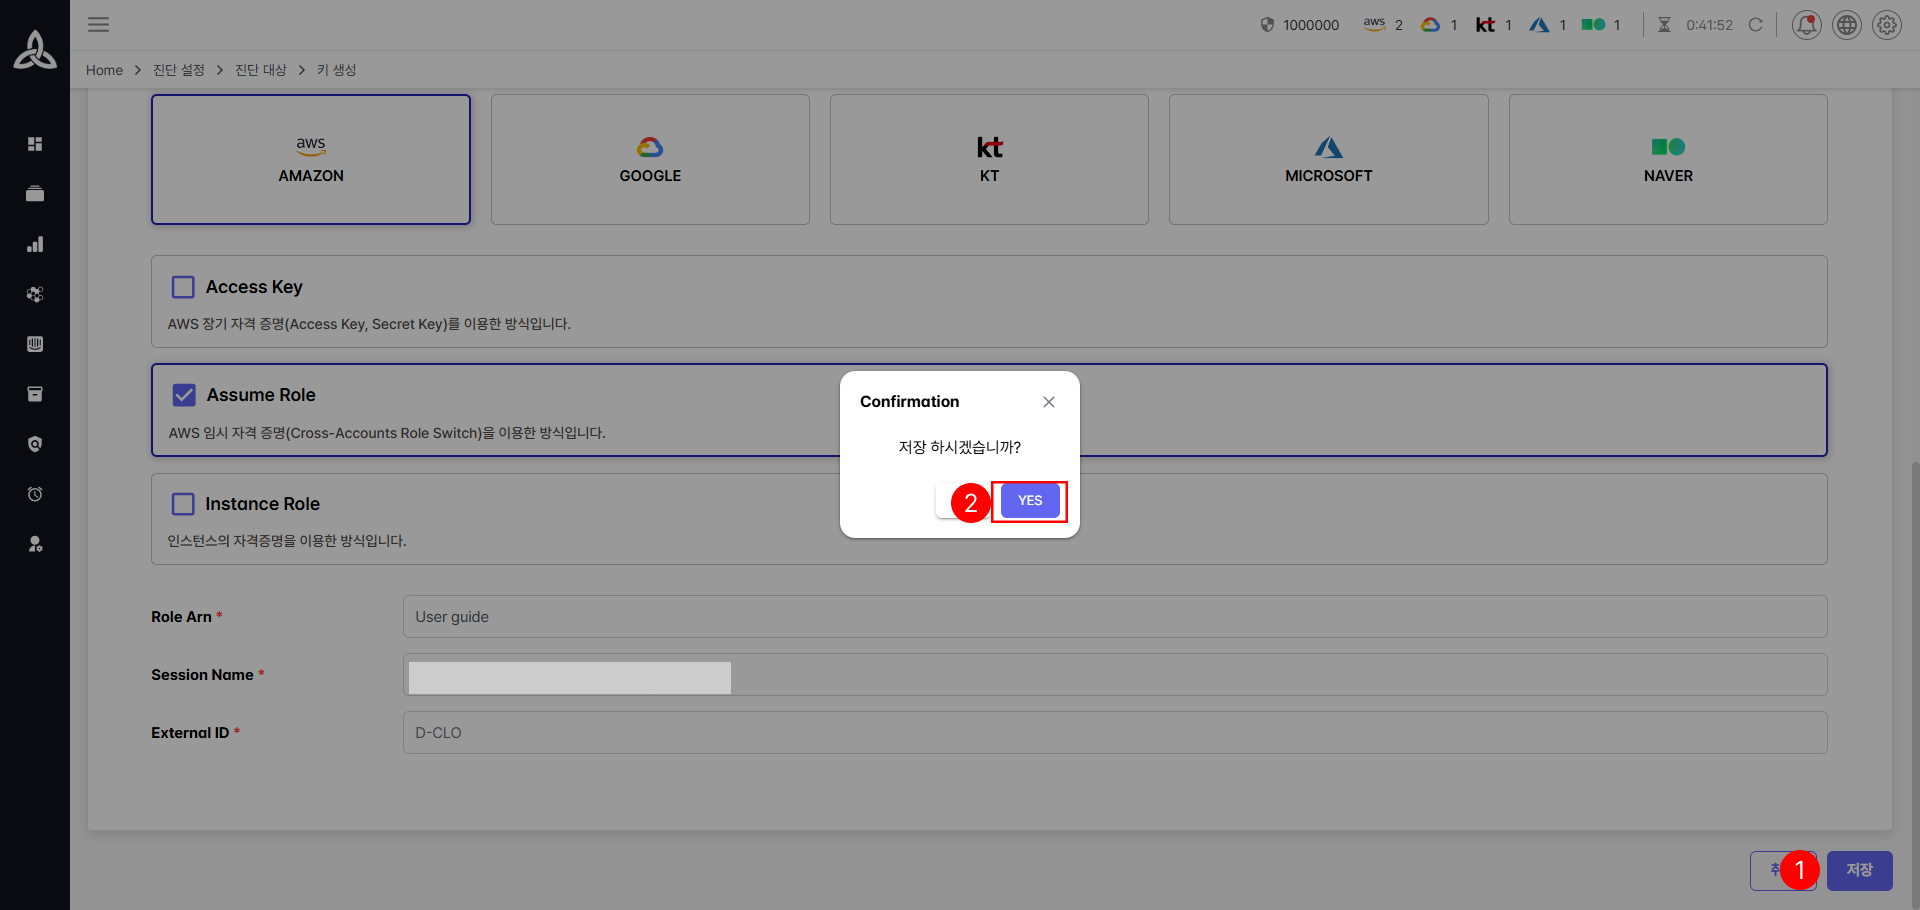 1000000 aws 2 1 kt 1 1 1 0:41:52
Home > 진단 설정 > 진단 대상 > 키 생성
aws
AMAZON
GOOGLE
kt
KT
MICROSOFT
NAVER
Access Key
AWS 장기 자격 증명(Access Key, Secret Key)를 이용한 방식입니다.
Assume Role
AWS 임시 자격 증명(Cross-Accounts Role Switch)을 이용한 방식입니다.
Instance Role
인스턴스의 자격증명을 이용한 방식입니다.
Confirmation
저장 하시겠습니까?
2 YES
Role Arn * User guide
Session Name *
External ID * D-CLO
1 저장